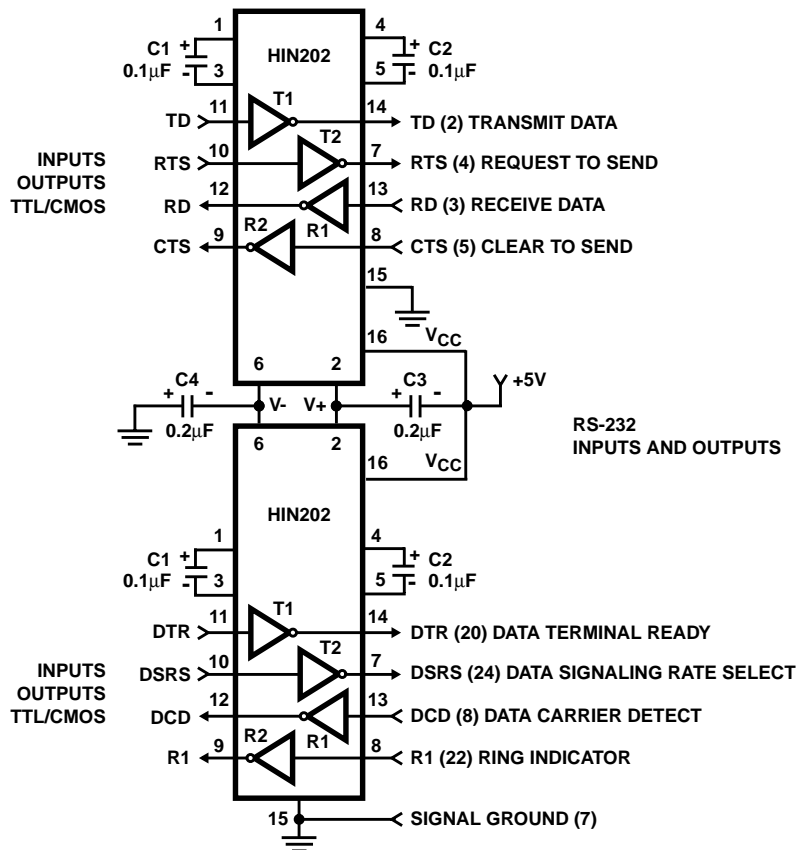 1
4
C1 +
HIN202
+ C2
0.1μF -
3
5
- 0.1μF
T1
TD
11
14
TD (2) TRANSMIT DATA
T2
INPUTS
OUTPUTS
TTL/CMOS
RTS
10
7
RTS (4) REQUEST TO SEND
RD
12
13
RD (3) RECEIVE DATA
R2
R1
CTS
9
8
CTS (5) CLEAR TO SEND
15
16
VCC
6
2
+ C4 -
V-
V+
+ C3 -
+5V
0.2μF
0.2μF
RS-232
INPUTS AND OUTPUTS
6
2
16
VCC
HIN202
1
4
C1 +
+ C2
0.1μF -
3
5
- 0.1μF
T1
DTR
11
14
DTR (20) DATA TERMINAL READY
T2
INPUTS
OUTPUTS
TTL/CMOS
DSRS
10
7
DSRS (24) DATA SIGNALING RATE SELECT
DCD
12
13
DCD (8) DATA CARRIER DETECT
R2
R1
R1
9
8
R1 (22) RING INDICATOR
15
SIGNAL GROUND (7)